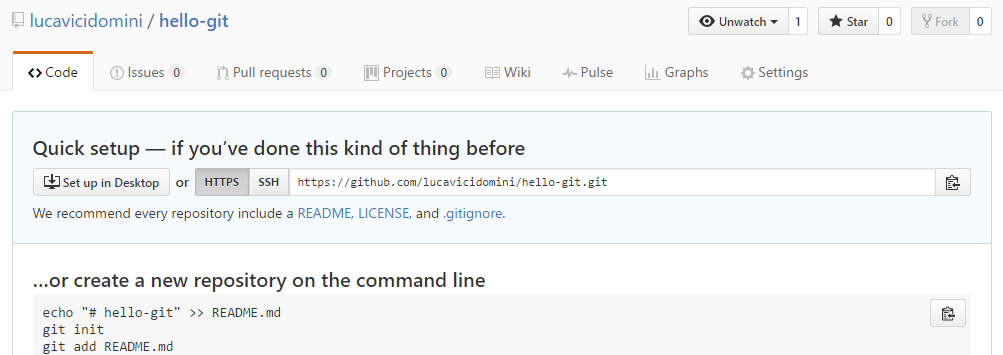 lucavicidomini / hello-git Unwatch 1 Star 0 Fork 0
Code Issues 0 Pull requests 0 Projects 0 Wiki Pulse Graphs Settings
Quick setup — if you’ve done this kind of thing before
Set up in Desktop or HTTPS SSH https://github.com/lucavicidomini/hello-git.git
We recommend every repository include a README, LICENSE, and .gitignore.
…or create a new repository on the command line
echo "# hello-git" >> README.md
git init
git add README.md